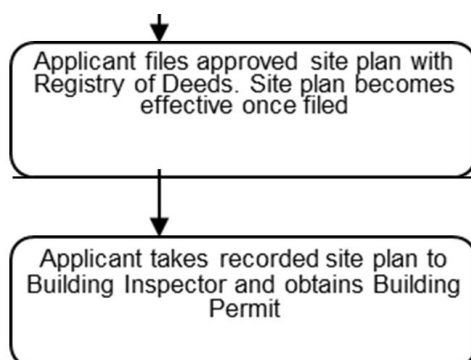 Applicant files approved site plan with
Registry of Deeds. Site plan becomes
effective once filed
Applicant takes recorded site plan to
Building Inspector and obtains Building
Permit